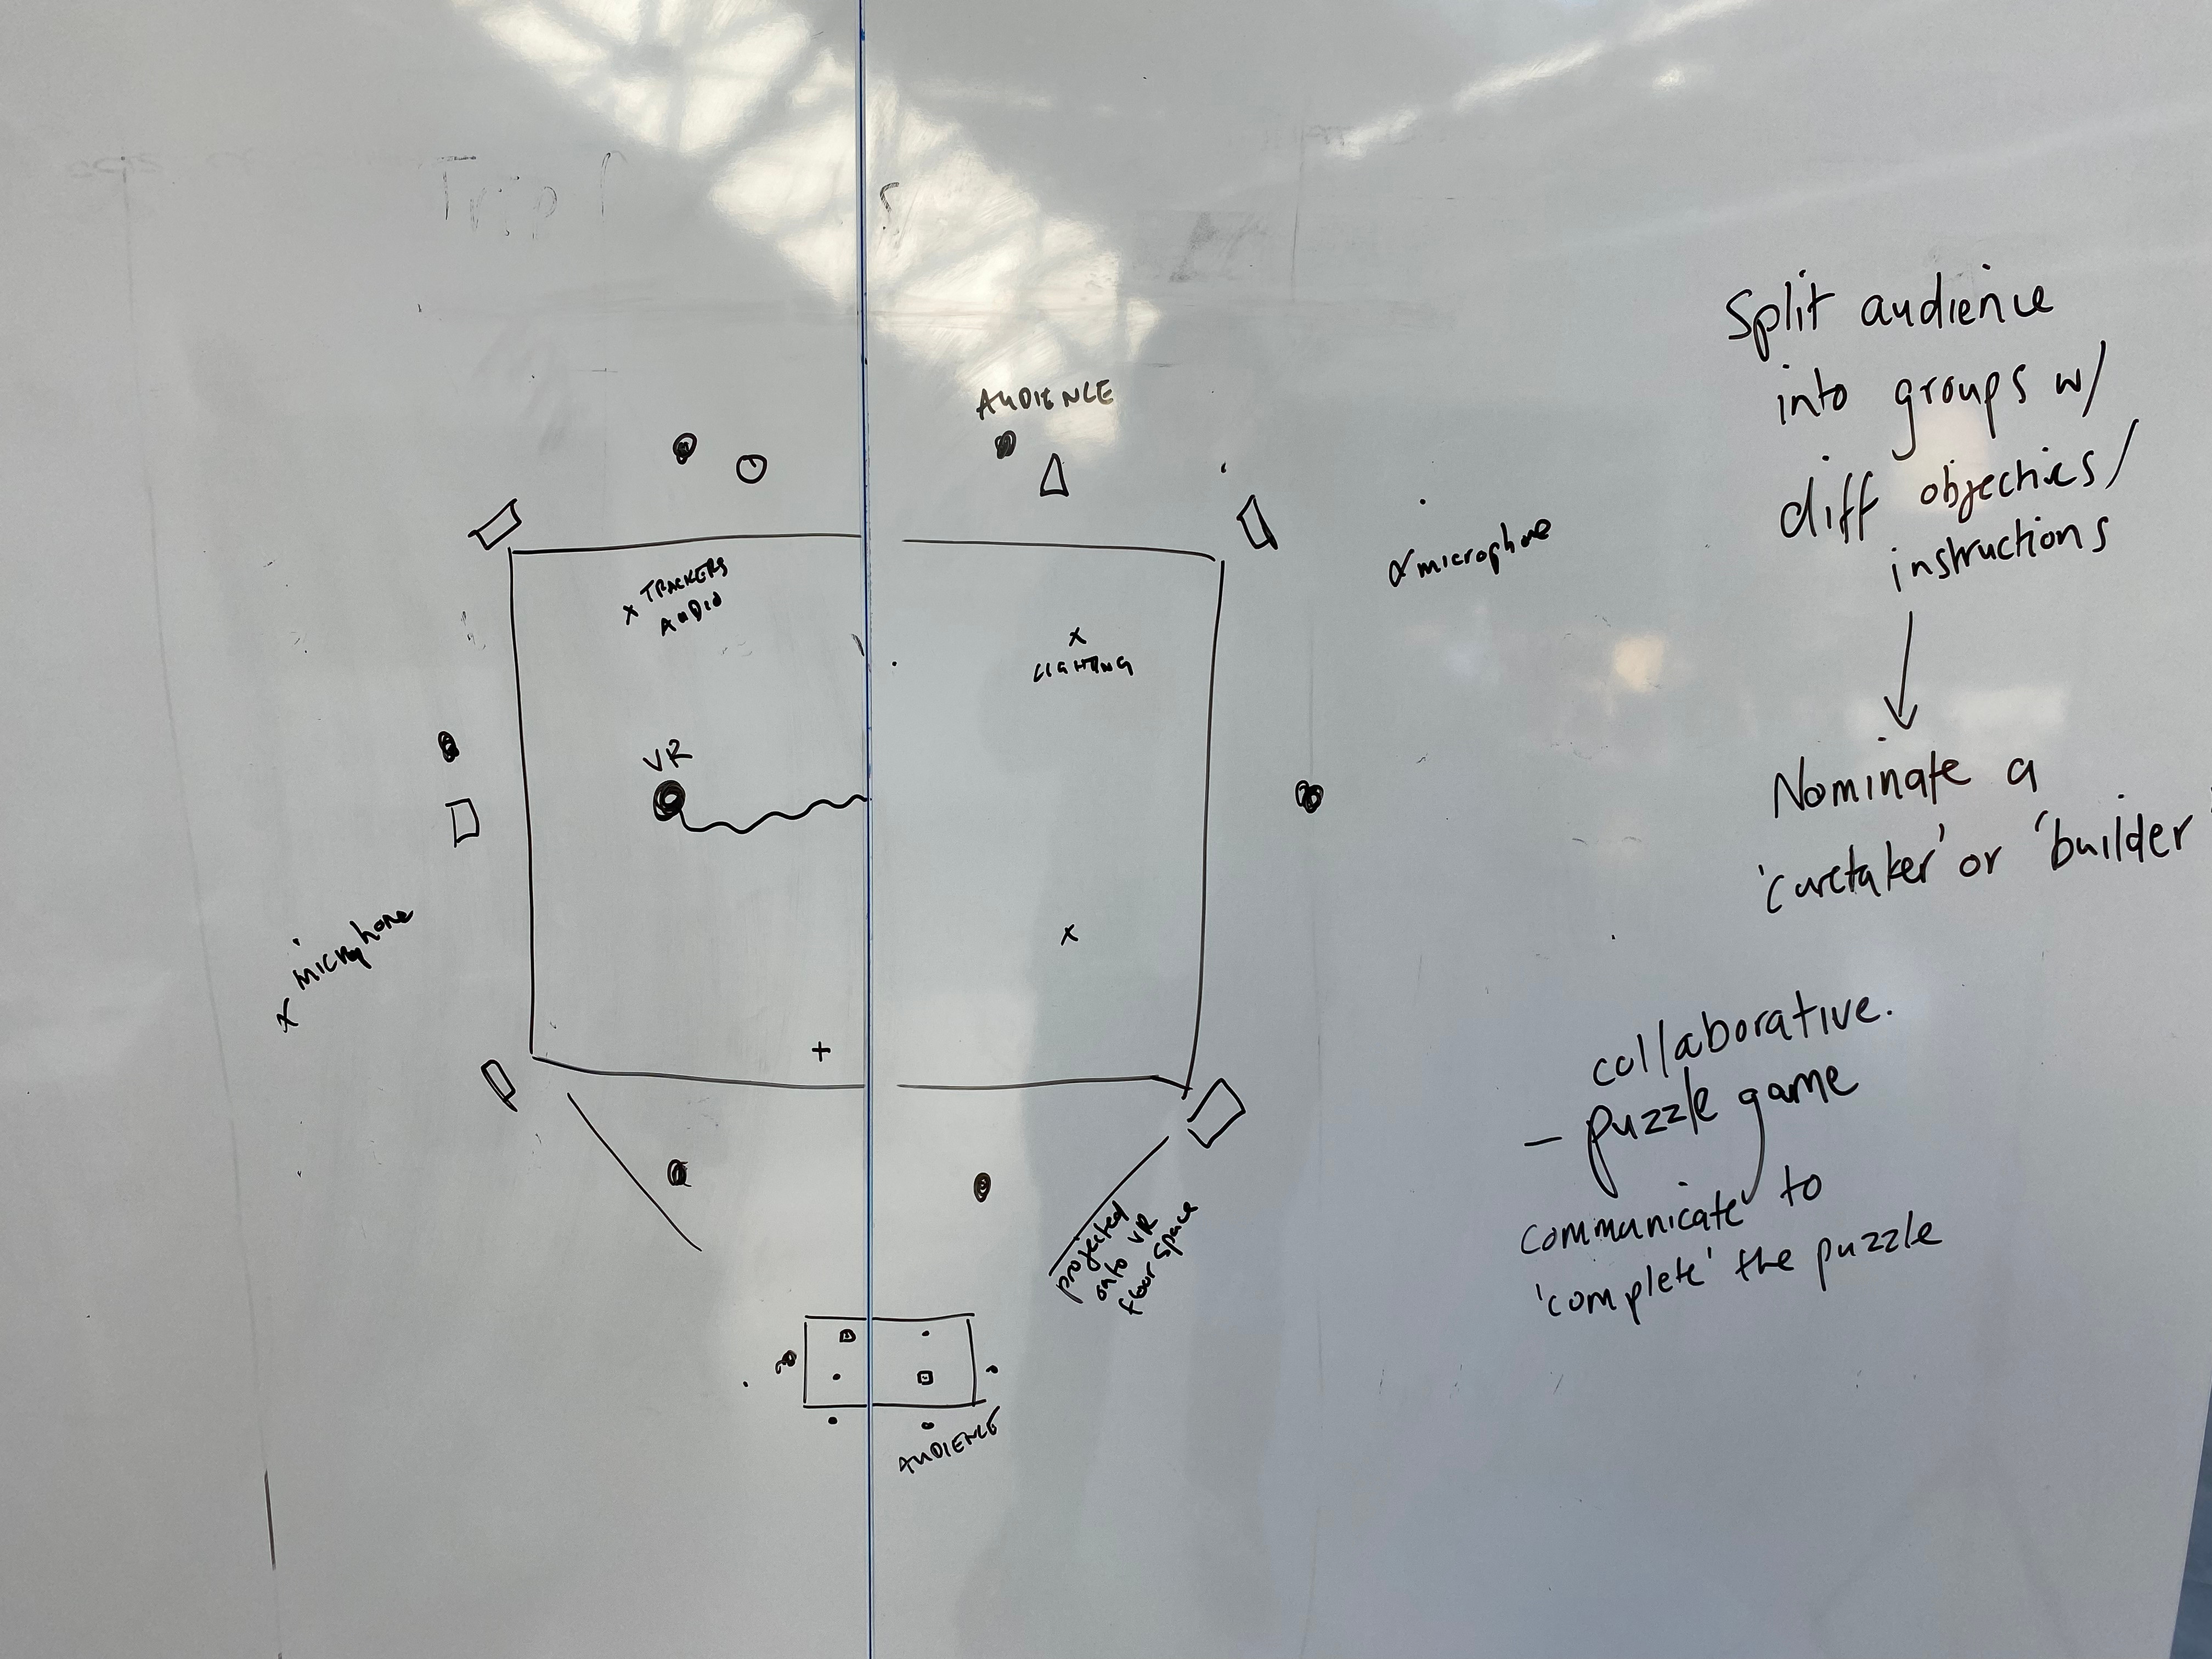 Trip
AUDIENCE
x TRACKERS
AUDIO
x
LIGHTING
x microphone
VR
x
x microphone
+
projected
onto VR
floor space
AUDIENCE
Split audience
into groups w/
diff objectives/
instructions
Nominate a
'caretaker' or 'builder'
collaborative.
– puzzle game
communicate to
'complete' the puzzle